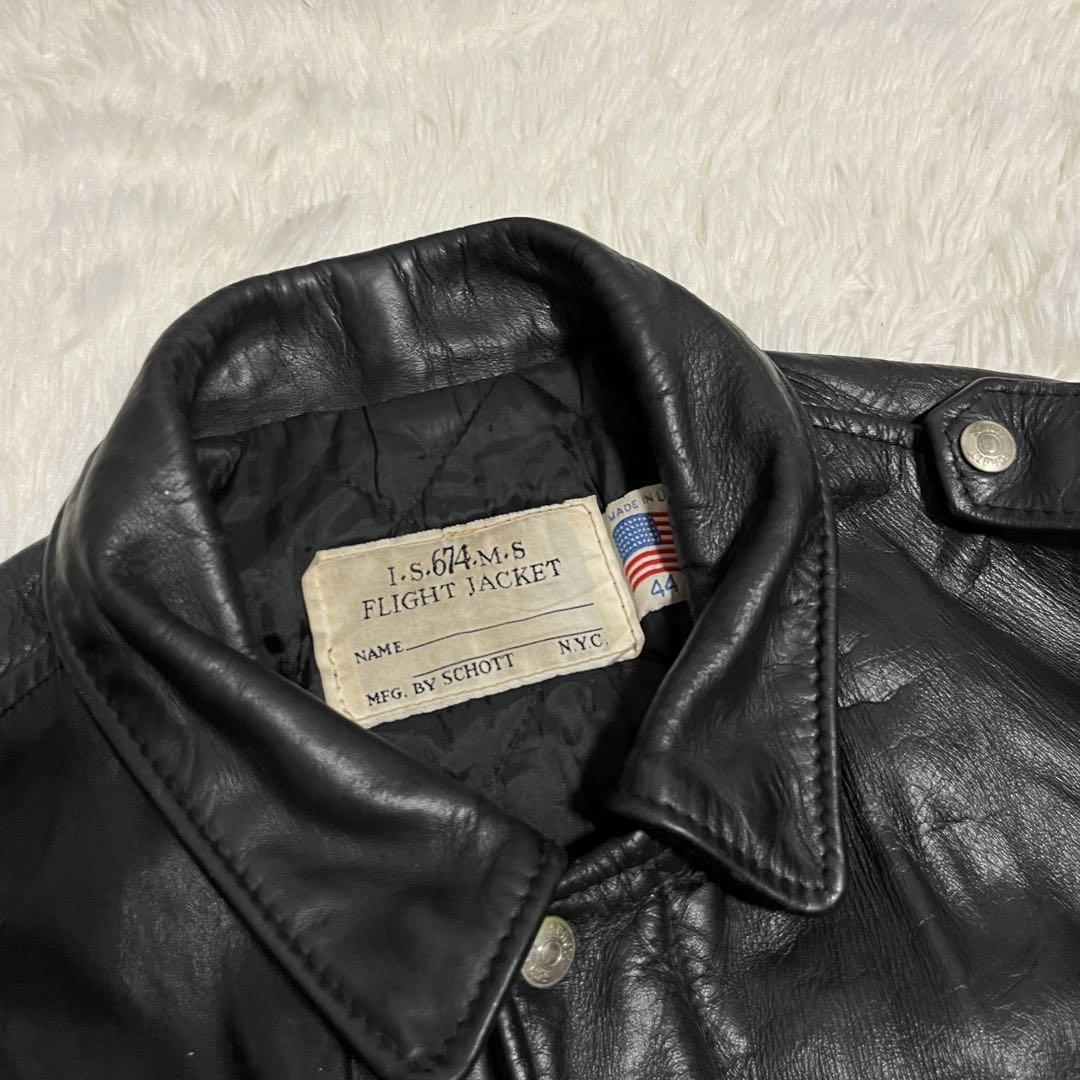 I.S.674.M.S
FLIGHT JACKET
NAME
MFG. BY SCHOTT N.Y.C.
MADE IN U
44